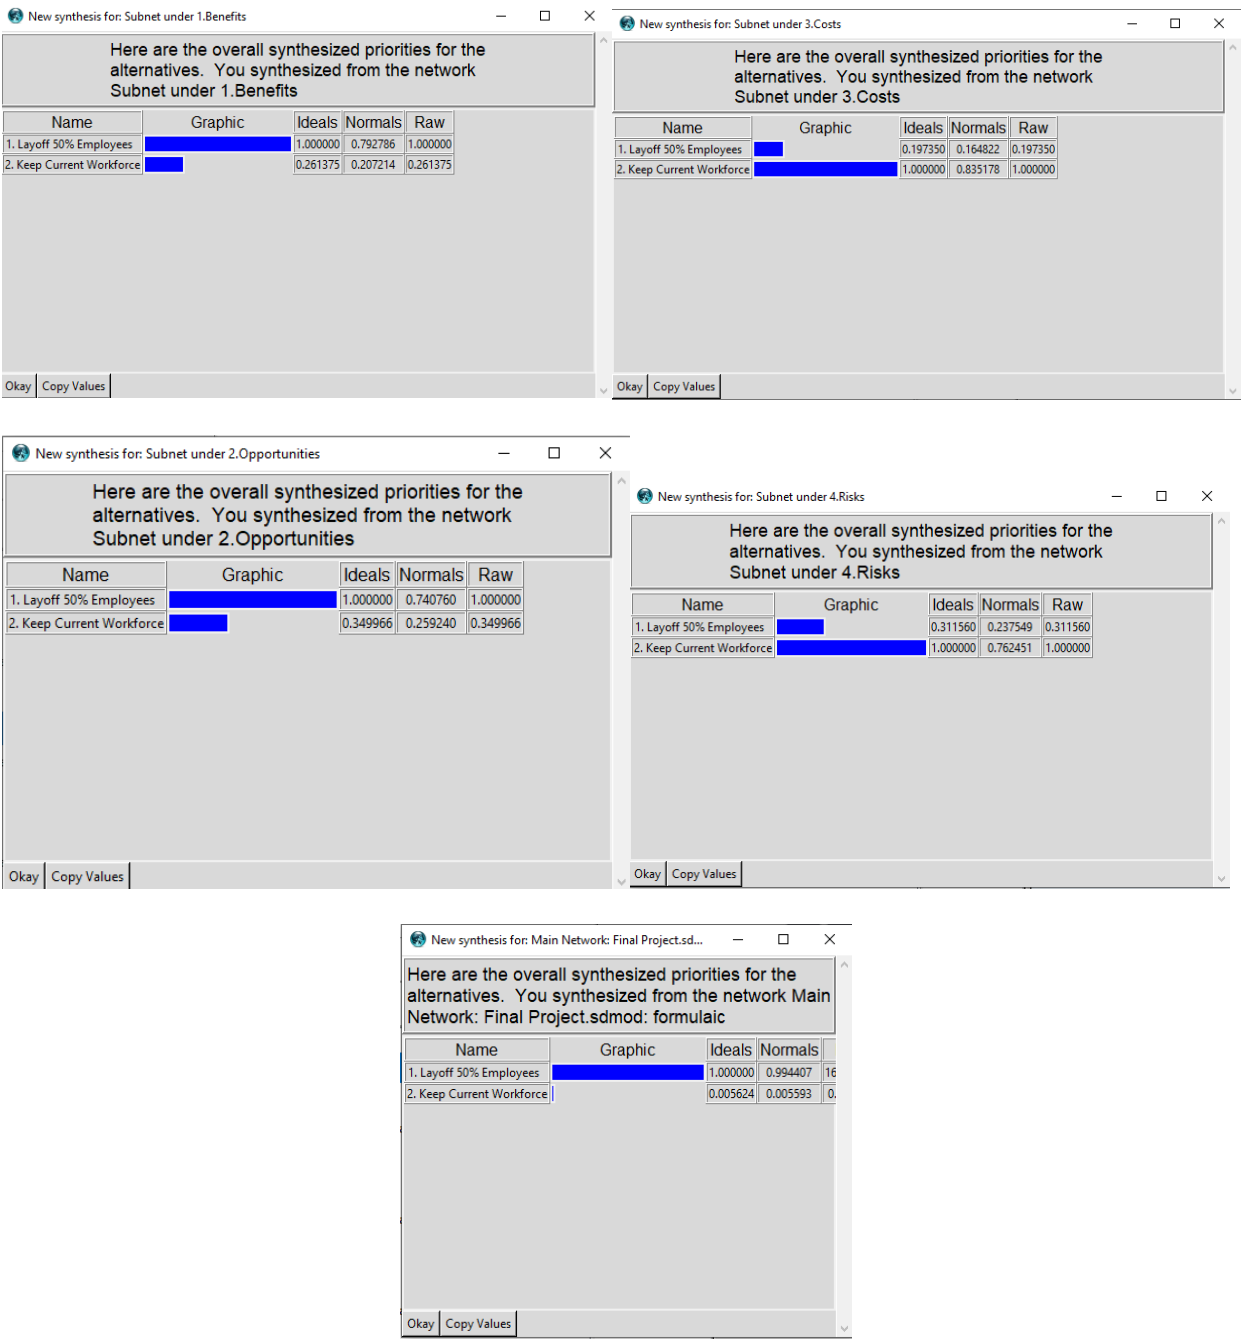 New synthesis for: Subnet under 1.Benefits
Here are the overall synthesized priorities for the
alternatives. You synthesized from the network
Subnet under 1.Benefits
Name Graphic Ideals Normals Raw
1. Layoff 50% Employees 1.000000 0.792786 1.000000
2. Keep Current Workforce 0.261375 0.207214 0.261375
Okay Copy Values
New synthesis for: Subnet under 3.Costs
Here are the overall synthesized priorities for the
alternatives. You synthesized from the network
Subnet under 3.Costs
Name Graphic Ideals Normals Raw
1. Layoff 50% Employees 0.197350 0.164822 0.197350
2. Keep Current Workforce 1.000000 0.835178 1.000000
Okay Copy Values
New synthesis for: Subnet under 2.Opportunities
Here are the overall synthesized priorities for the
alternatives. You synthesized from the network
Subnet under 2.Opportunities
Name Graphic Ideals Normals Raw
1. Layoff 50% Employees 1.000000 0.740760 1.000000
2. Keep Current Workforce 0.349966 0.259240 0.349966
Okay Copy Values
New synthesis for: Subnet under 4.Risks
Here are the overall synthesized priorities for the
alternatives. You synthesized from the network
Subnet under 4.Risks
Name Graphic Ideals Normals Raw
1. Layoff 50% Employees 0.311560 0.237549 0.311560
2. Keep Current Workforce 1.000000 0.762451 1.000000
Okay Copy Values
New synthesis for: Main Network: Final Project.sd...
Here are the overall synthesized priorities for the
alternatives. You synthesized from the network Main
Network: Final Project.sdmod: formulaic
Name Graphic Ideals Normals
1. Layoff 50% Employees 1.000000 0.994407 16
2. Keep Current Workforce 0.005624 0.005593 0.
Okay Copy Values